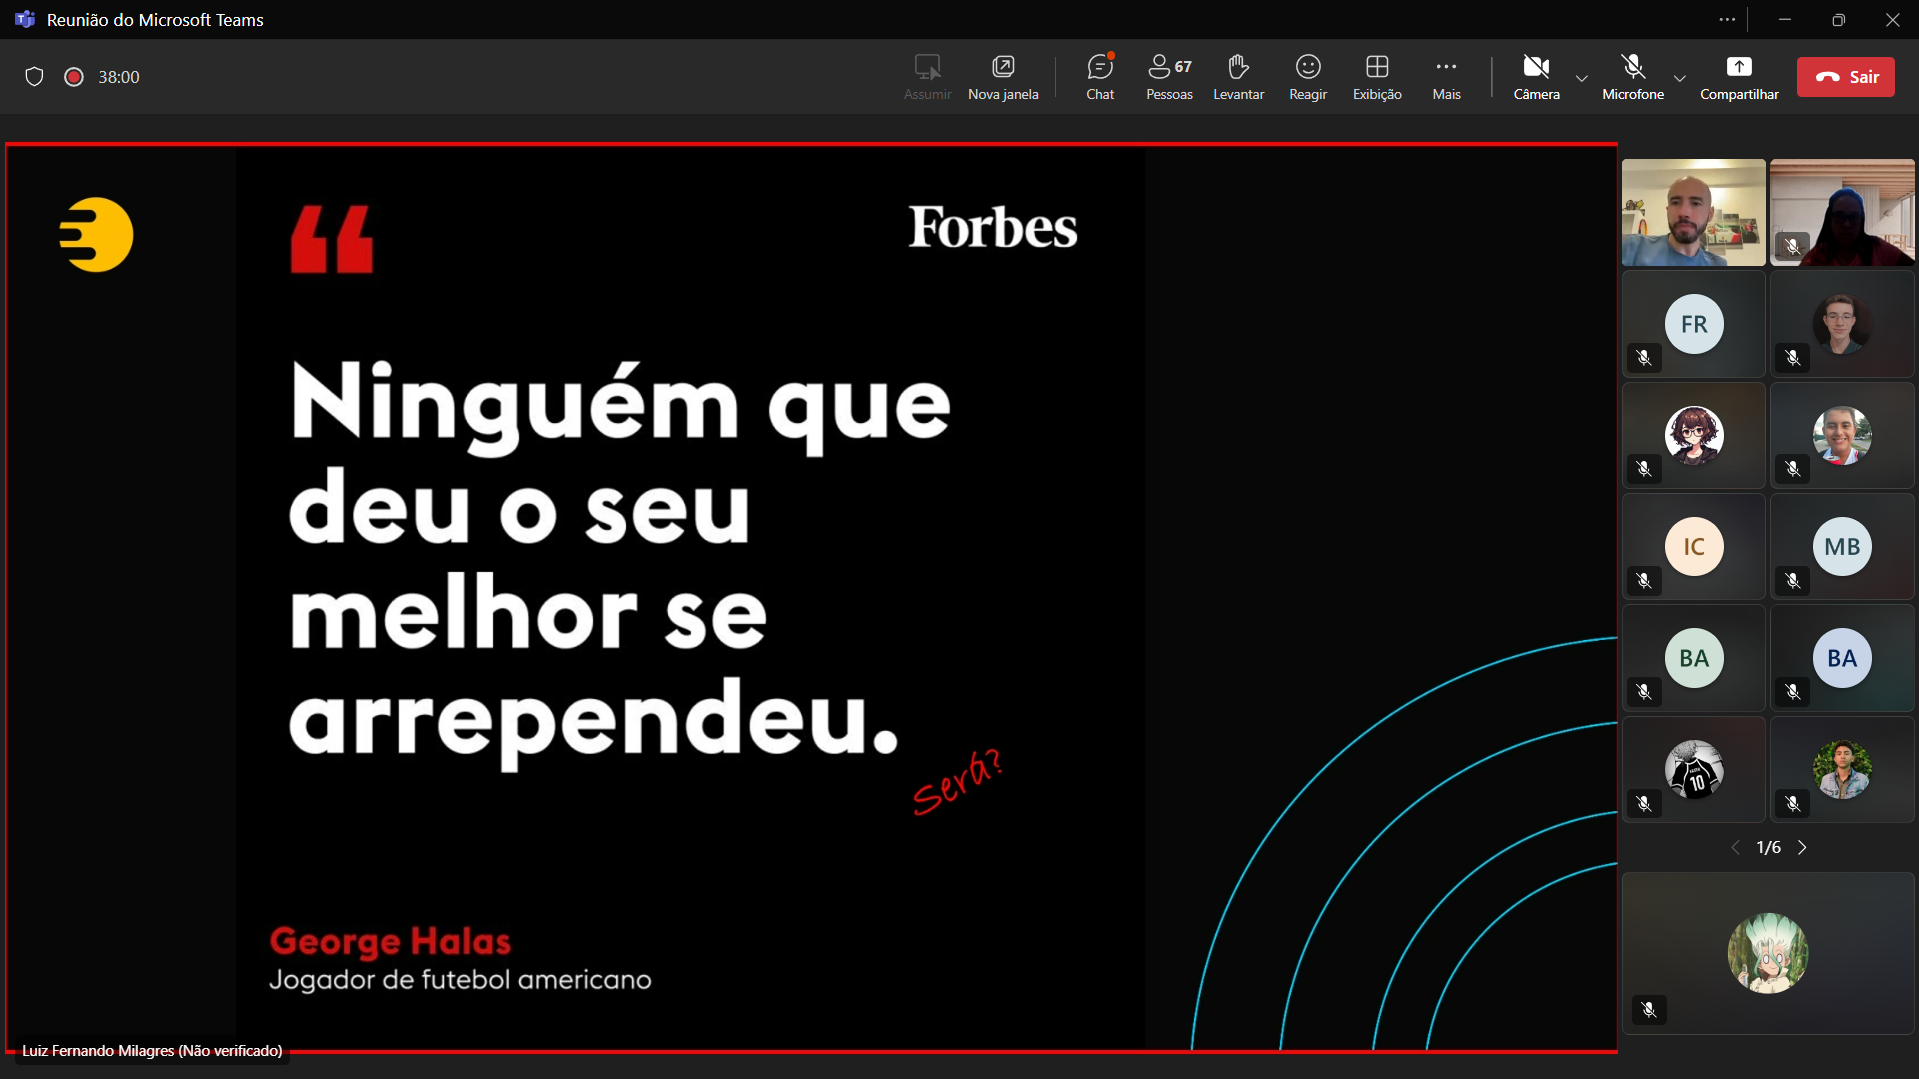 Reunião do Microsoft Teams
38:00
Assumir
Nova janela
Chat
67
Pessoas
Levantar
Reagir
Exibição
Mais
Câmera
Microfone
Compartilhar
Sair
Forbes
Ninguém que
deu o seu
melhor se
arrependeu.
Será?
George Halas
Jogador de futebol americano
Luiz Fernando Milagres (Não verificado)
FR
IC
MB
BA
BA
10
1/6